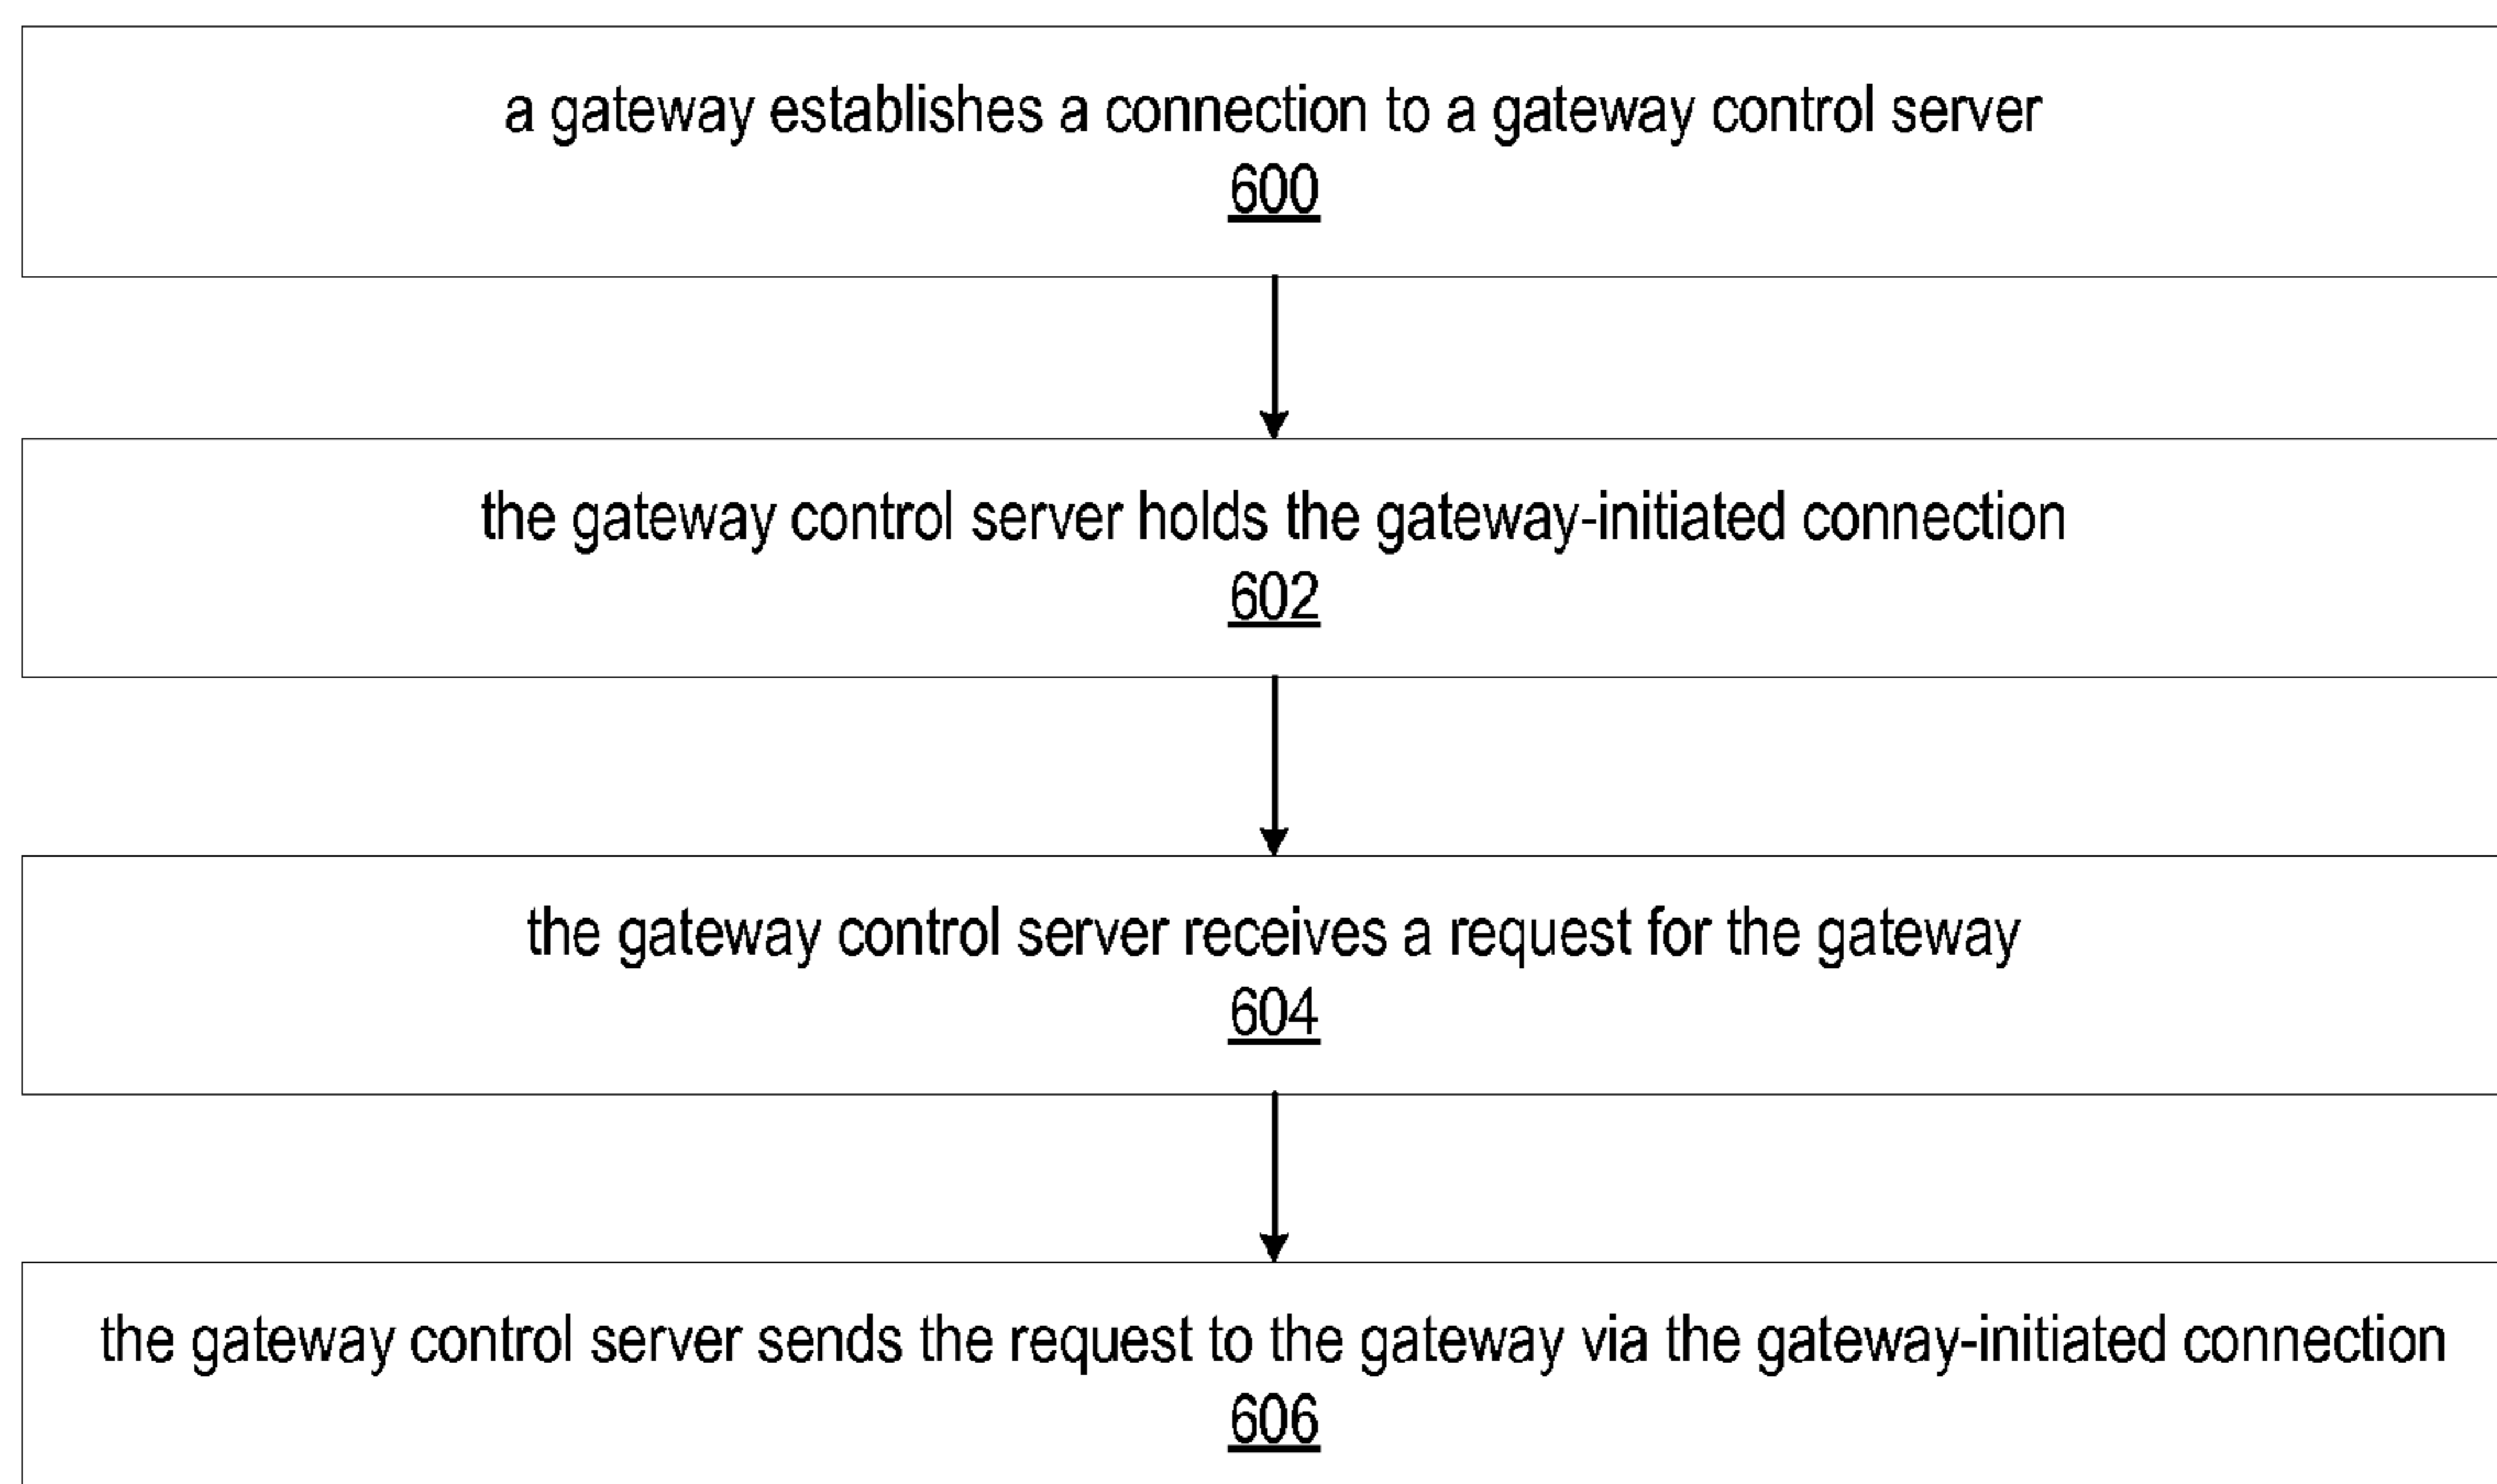 a gateway establishes a connection to a gateway control server
600
the gateway control server holds the gateway-initiated connection
602
the gateway control server receives a request for the gateway
604
the gateway control server sends the request to the gateway via the gateway-initiated connection
606